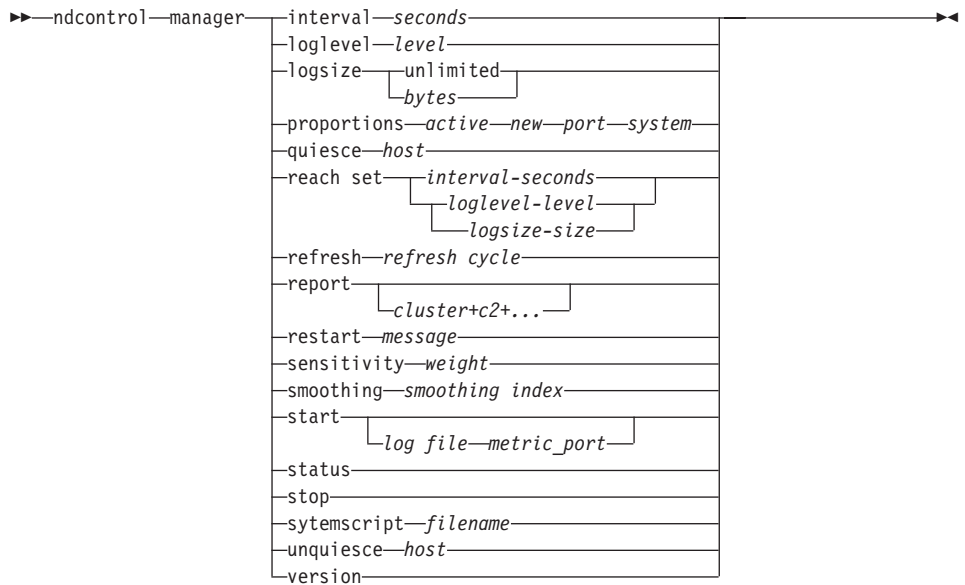 ndcontrol manager interval seconds
loglevel level
logsize unlimited
bytes
proportions active new port system
quiesce host
reach set interval-seconds
loglevel-level
logsize-size
refresh refresh cycle
report
cluster+c2+...
restart message
sensitivity weight
smoothing smoothing index
start
log file metric_port
status
stop
sytemscript filename
unquiesce host
version